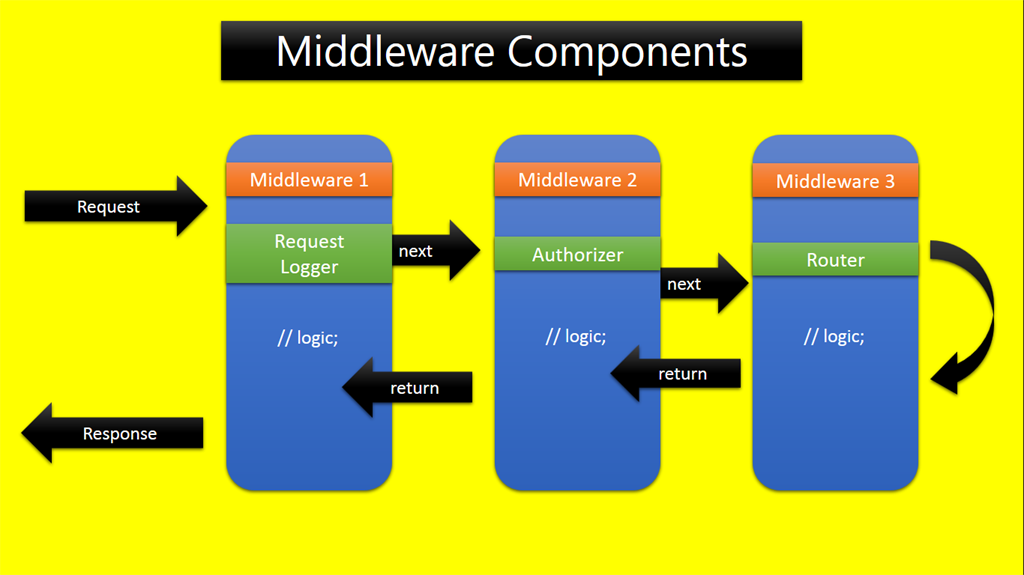 Middleware Components
Middleware 1
Middleware 2
Middleware 3
Request
Request
Logger
next
Authorizer
next
Router
// logic;
// logic;
// logic;
return
return
Response